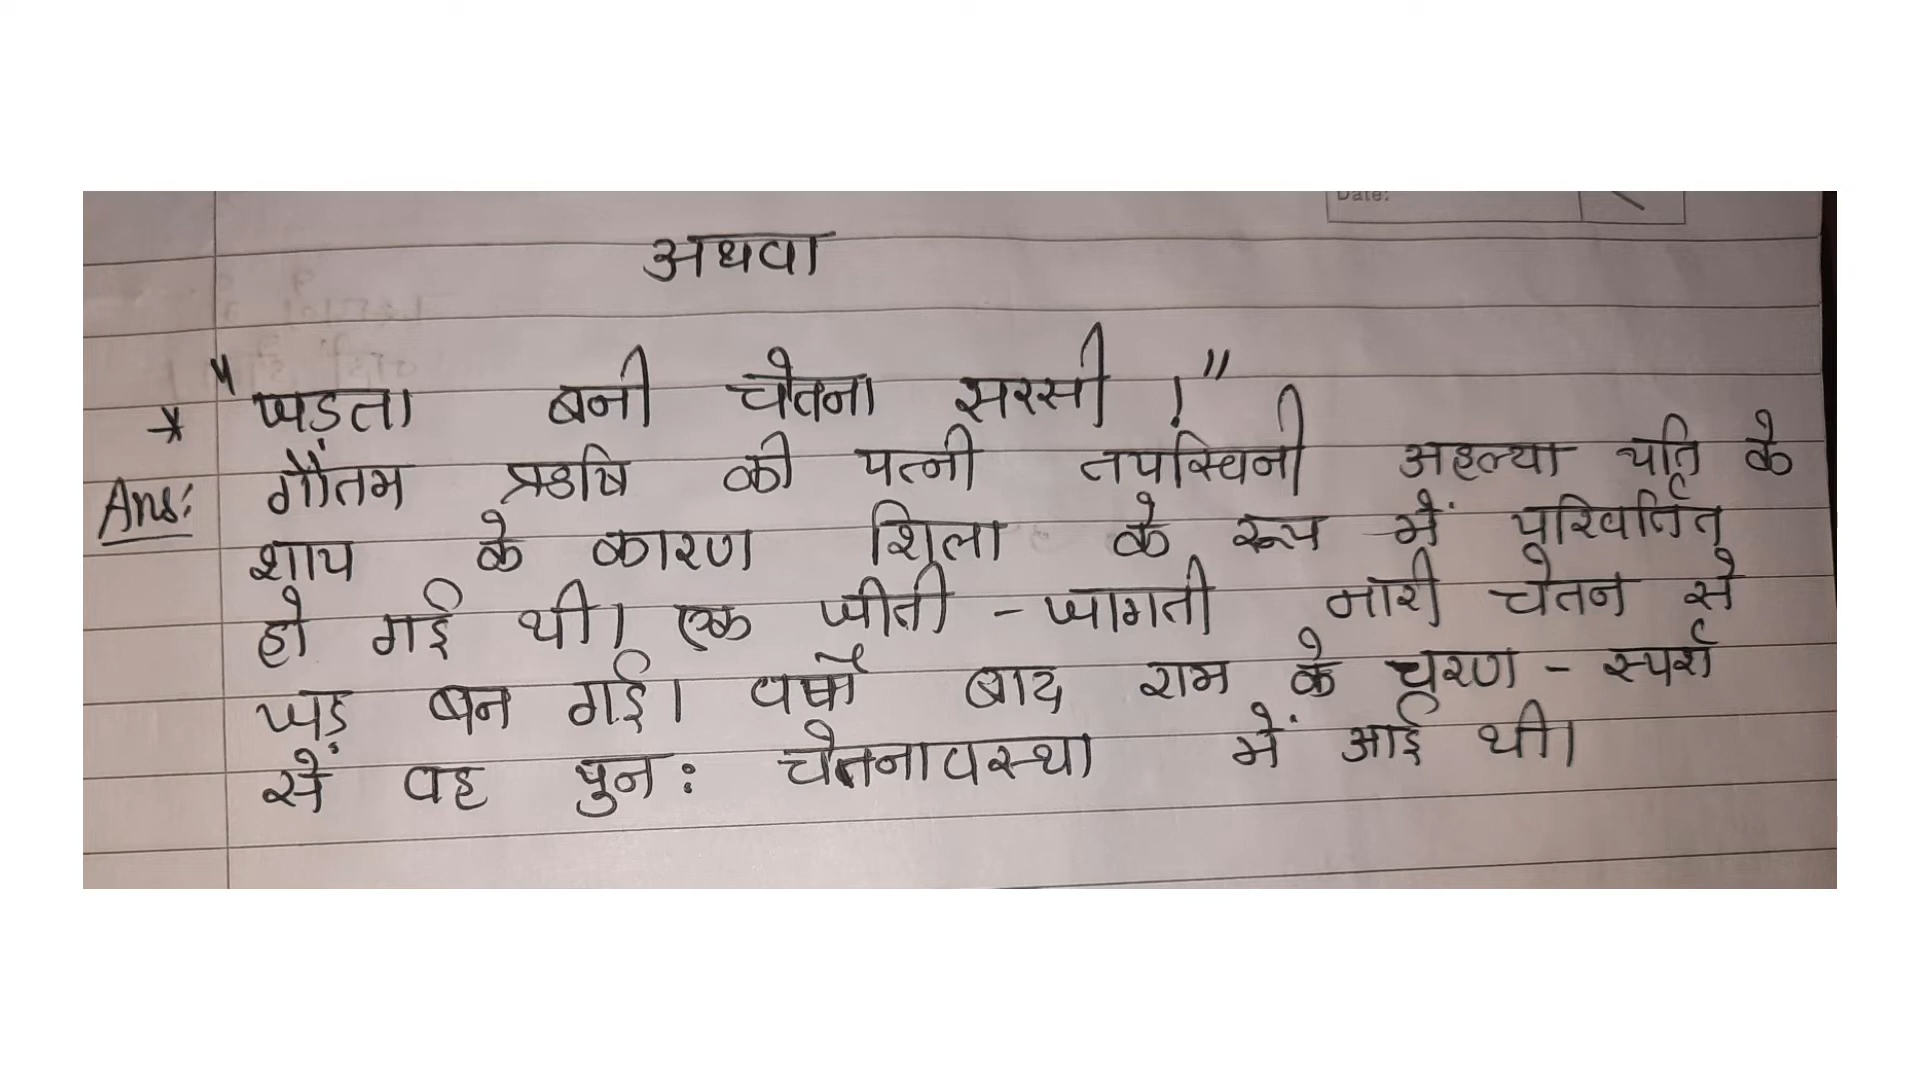 Date:
अथवा
* "जड़ता बनी चेतना सरसी !"
Ans: गौतम ऋषि की पत्नी तपस्विनी अहल्या पति के
शाप के कारण शिला के रूप में परिवर्तित
हो गई थी। एक जीती - जागती नारी चेतन से
जड़ बन गई। वर्षों बाद राम के चरण - स्पर्श
से वह पुन: चेतनावस्था में आई थी।